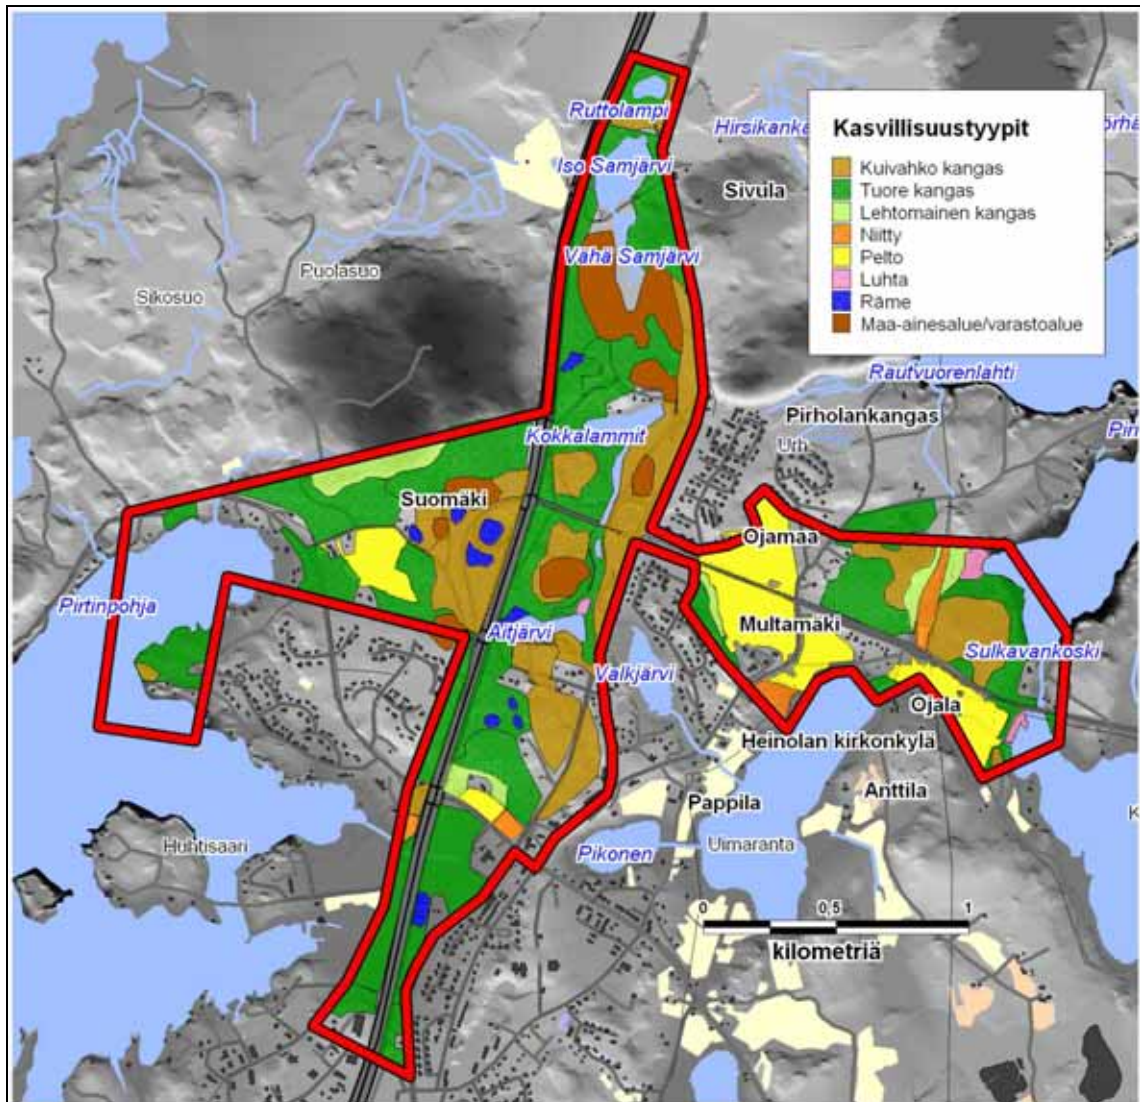 Ruttolampi
Iso Samjärvi
Sivula
Vähä Samjärvi
Kasvillisuustyypit
Kuivahko kangas
Tuore kangas
Lehtomainen kangas
Niitty
Pelto
Luhta
Räme
Maa-ainesalue/varastoalue
Puolasuo
Sikosuo
Rautvuorenlahti
Pirholankangas
Kokkalammit
Urh
Suomäki
Ojamaa
Pirtinpohja
Aitjärvi
Multamäki
Valkjärvi
Sulkavankoski
Ojala
Heinolan kirkonkylä
Anttila
Pappila
Huhtisaari
Pikonen
Uimaranta
0 0,5 1
kilometriä